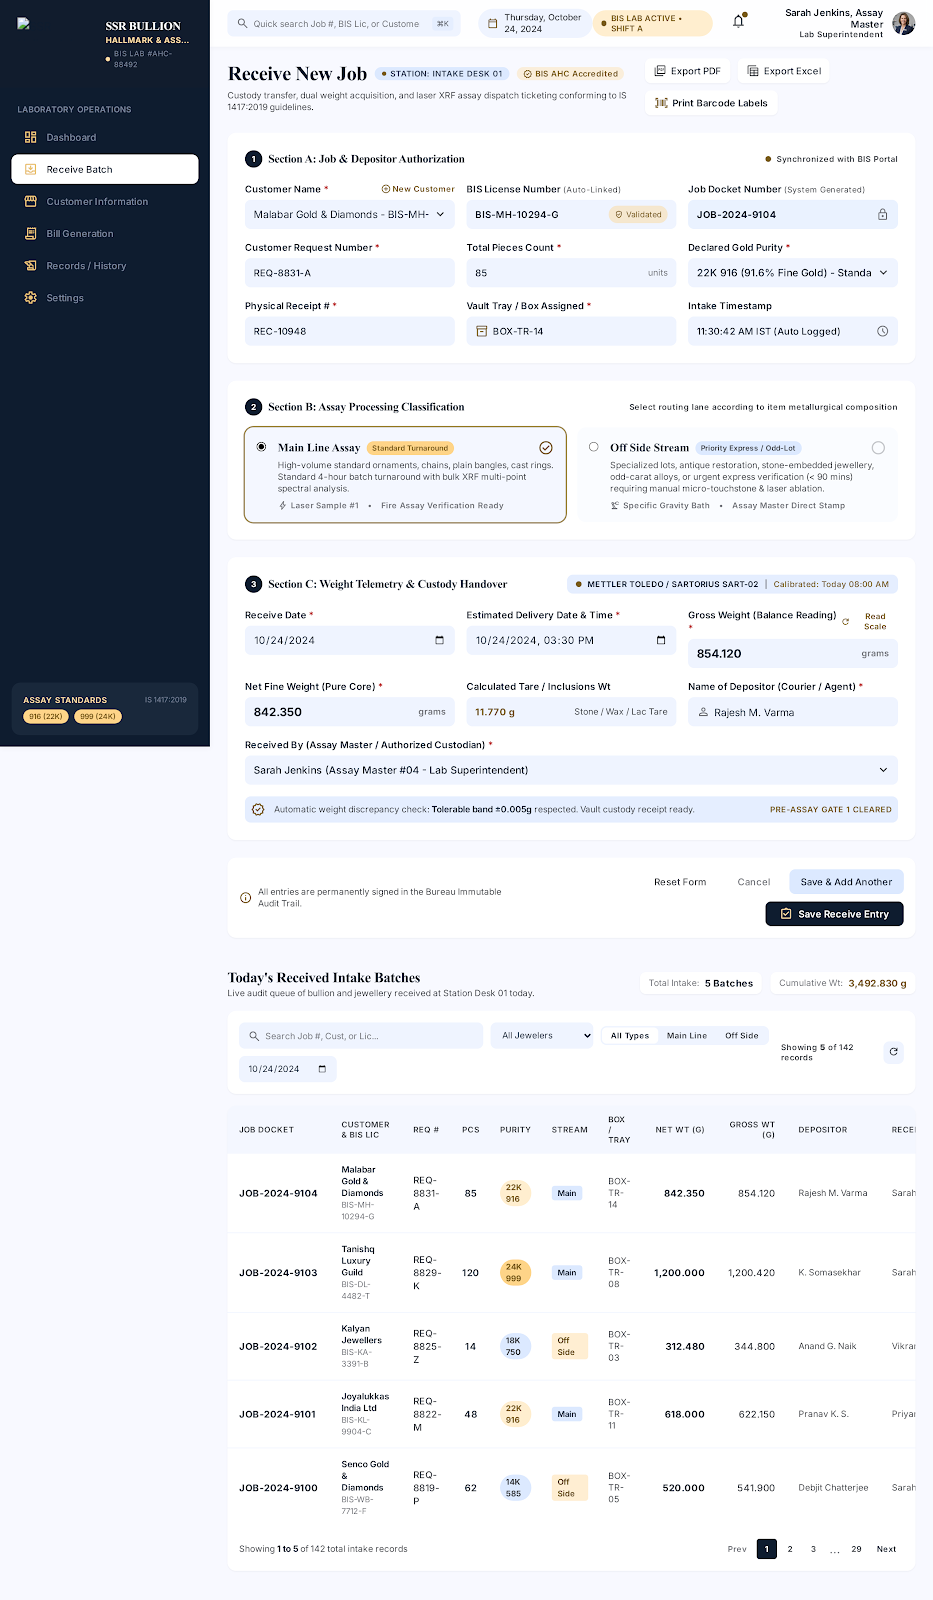 SSR BULLION
HALLMARK & ASS...
BIS LAB #AHC-
88492
LABORATORY OPERATIONS
Dashboard
Receive Batch
Customer Information
Bill Generation
Records / History
Settings
ASSAY STANDARDS IS 1417:2019
916 (22K) 999 (24K)
Quick search Job #, BIS Lic, or Custome ⌘K
Thursday, October
24, 2024
BIS LAB ACTIVE •
SHIFT A
Sarah Jenkins, Assay
Master
Lab Superintendent
Receive New Job STATION: INTAKE DESK 01 BIS AHC Accredited
Custody transfer, dual weight acquisition, and laser XRF assay dispatch ticketing conforming to IS
1417:2019 guidelines.
Export PDF Export Excel
Print Barcode Labels
1 Section A: Job & Depositor Authorization Synchronized with BIS Portal
Customer Name * New Customer BIS License Number (Auto-Linked) Job Docket Number (System Generated)
Malabar Gold & Diamonds - BIS-MH- BIS-MH-10294-G Validated JOB-2024-9104
Customer Request Number * Total Pieces Count * Declared Gold Purity *
REQ-8831-A 85 units 22K 916 (91.6% Fine Gold) - Standa
Physical Receipt # * Vault Tray / Box Assigned * Intake Timestamp
REC-10948 BOX-TR-14 11:30:42 AM IST (Auto Logged)
2 Section B: Assay Processing Classification Select routing lane according to item metallurgical composition
Main Line Assay Standard Turnaround
High-volume standard ornaments, chains, plain bangles, cast rings.
Standard 4-hour batch turnaround with bulk XRF multi-point
spectral analysis.
Laser Sample #1 • Fire Assay Verification Ready
Off Side Stream Priority Express / Odd-Lot
Specialized lots, antique restoration, stone-embedded jewellery,
odd-carat alloys, or urgent express verification (< 90 mins)
requiring manual micro-touchstone & laser ablation.
Specific Gravity Bath • Assay Master Direct Stamp
3 Section C: Weight Telemetry & Custody Handover METTLER TOLEDO / SARTORIUS SART-02 | Calibrated: Today 08:00 AM
Receive Date * Estimated Delivery Date & Time * Gross Weight (Balance Reading) * Read Scale
10/24/2024 10/24/2024, 03:30 PM 854.120 grams
Net Fine Weight (Pure Core) * Calculated Tare / Inclusions Wt Name of Depositor (Courier / Agent) *
842.350 grams 11.770 g Stone / Wax / Lac Tare Rajesh M. Varma
Received By (Assay Master / Authorized Custodian) *
Sarah Jenkins (Assay Master #04 - Lab Superintendent)
Automatic weight discrepancy check: Tolerable band ±0.005g respected. Vault custody receipt ready. PRE-ASSAY GATE 1 CLEARED
All entries are permanently signed in the Bureau Immutable
Audit Trail.
Reset Form Cancel Save & Add Another
Save Receive Entry
Today's Received Intake Batches
Live audit queue of bullion and jewellery received at Station Desk 01 today.
Total Intake: 5 Batches Cumulative Wt: 3,492.830 g
Search Job #, Cust, or Lic... All Jewelers All Types Main Line Off Side
Showing 5 of 142
records
10/24/2024
JOB DOCKET CUSTOMER & BIS LIC REQ # PCS PURITY STREAM BOX / TRAY NET WT (G) GROSS WT (G) DEPOSITOR RECEI
JOB-2024-9104 Malabar Gold & Diamonds BIS-MH-10294-G REQ-8831-A 85 22K 916 Main BOX-TR-14 842.350 854.120 Rajesh M. Varma Sarah
JOB-2024-9103 Tanishq Luxury Guild BIS-DL-4482-T REQ-8829-K 120 24K 999 Main BOX-TR-08 1,200.000 1,200.420 K. Somasekhar Sarah
JOB-2024-9102 Kalyan Jewellers BIS-KA-3391-B REQ-8825-Z 14 18K 750 Off Side BOX-TR-03 312.480 344.800 Anand G. Naik Vikra
JOB-2024-9101 Joyalukkas India Ltd BIS-KL-9904-C REQ-8822-M 48 22K 916 Main BOX-TR-11 618.000 622.150 Pranav K. S. Priya
JOB-2024-9100 Senco Gold & Diamonds BIS-WB-7712-F REQ-8819-P 62 14K 585 Off Side BOX-TR-05 520.000 541.900 Debjit Chatterjee Sarah
Showing 1 to 5 of 142 total intake records Prev 1 2 3 ... 29 Next